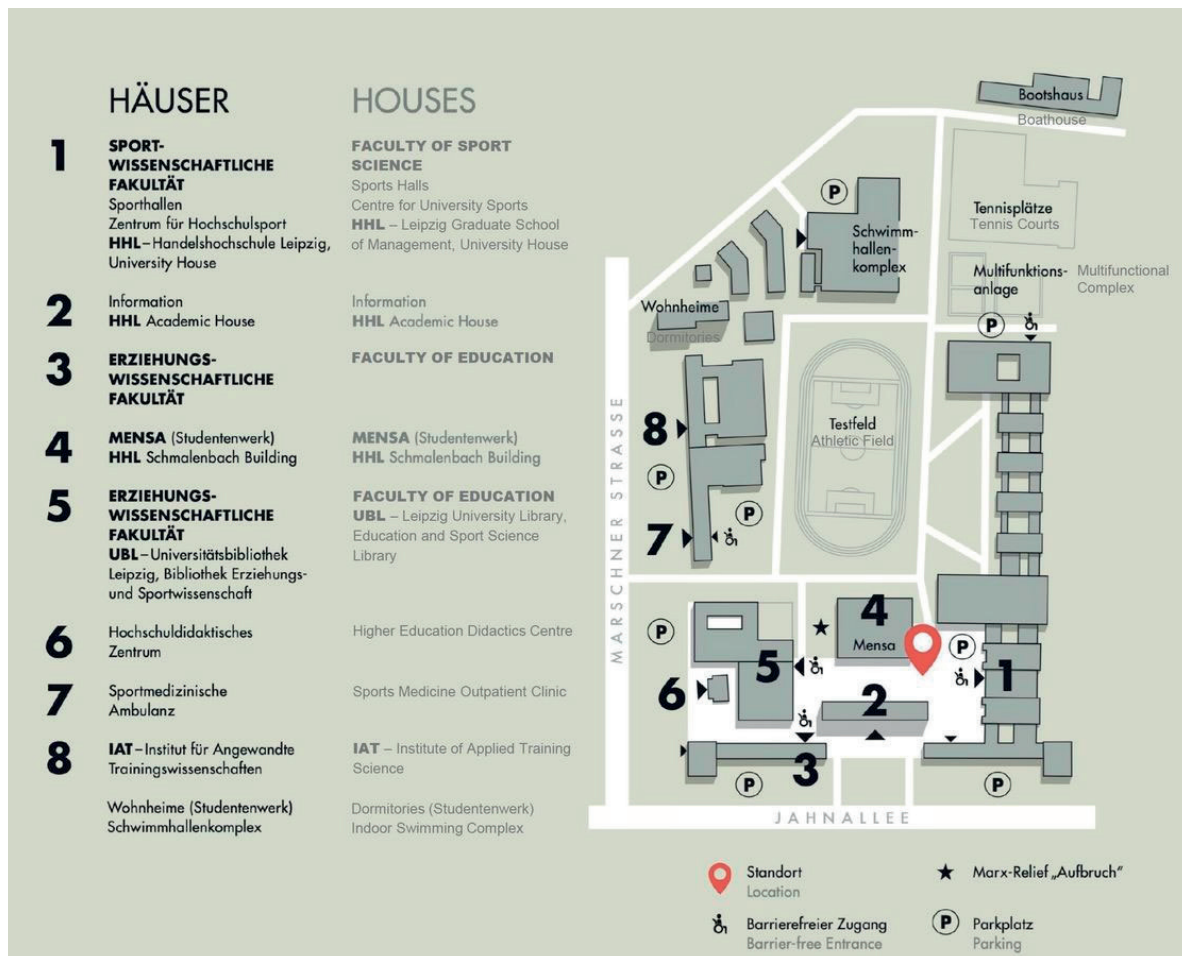 HÄUSER
HOUSES
1
SPORT-
WISSENSCHAFTLICHE
FAKULTÄT
Sporthallen
Zentrum für Hochschulsport
HHL – Handelshochschule Leipzig,
University House
FACULTY OF SPORT
SCIENCE
Sports Halls
Centre for University Sports
HHL – Leipzig Graduate School
of Management, University House
2
Information
HHL Academic House
Information
HHL Academic House
3
ERZIEHUNGS-
WISSENSCHAFTLICHE
FAKULTÄT
FACULTY OF EDUCATION
4
MENSA (Studentenwerk)
HHL Schmalenbach Building
MENSA (Studentenwerk)
HHL Schmalenbach Building
5
ERZIEHUNGS-
WISSENSCHAFTLICHE
FAKULTÄT
UBL – Universitätsbibliothek
Leipzig, Bibliothek Erziehungs-
und Sportwissenschaft
FACULTY OF EDUCATION
UBL – Leipzig University Library,
Education and Sport Science
Library
6
Hochschuldidaktisches
Zentrum
Higher Education Didactics Centre
7
Sportmedizinische
Ambulanz
Sports Medicine Outpatient Clinic
8
IAT – Institut für Angewandte
Trainingswissenschaften
IAT – Institute of Applied Training
Science
Wohnheime (Studentenwerk)
Schwimmhallenkomplex
Dormitories (Studentenwerk)
Indoor Swimming Complex
Bootshaus
Boathouse
P
Tennisplätze
Tennis Courts
Schwimm-
hallen-
komplex
Multifunktions-
anlage
Multifunctional
Complex
Wohnheime
Dormitories
P
8
Testfeld
Athletic Field
P
P
7
MARSCHNER STRASSE
4
Mensa
P
P
5
1
6
2
3
P
P
JAHNALLEE
Standort
Location
Marx-Relief „Aufbruch“
Barrierefreier Zugang
Barrier-free Entrance
P
Parkplatz
Parking